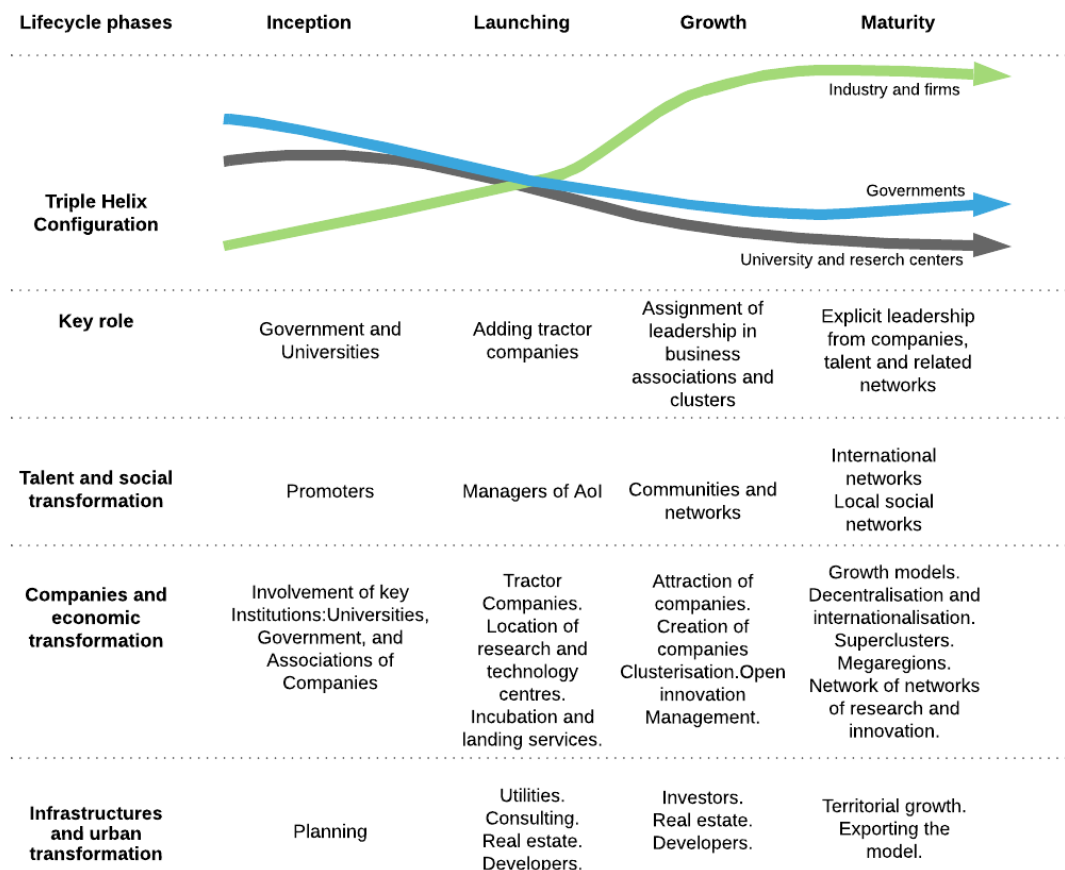 Lifecycle phases
Inception
Launching
Growth
Maturity
Industry and firms
Triple Helix
Configuration
Governments
University and reserch centers
Key role
Government and
Universities
Adding tractor
companies
Assignment of
leadership in
business
associations and
clusters
Explicit leadership
from companies,
talent and related
networks
Talent and social
transformation
Promoters
Managers of AoI
Communities and
networks
International
networks
Local social
networks
Companies and
economic
transformation
Involvement of key
Institutions:Universities,
Government, and
Associations of
Companies
Tractor
Companies.
Location of
research and
technology
centres.
Incubation and
landing services.
Attraction of
companies.
Creation of
companies
Clusterisation.Open
innovation
Management.
Growth models.
Decentralisation and
internationalisation.
Superclusters.
Megaregions.
Network of networks
of research and
innovation.
Infrastructures
and urban
transformation
Planning
Utilities.
Consulting.
Real estate.
Developers.
Investors.
Real estate.
Developers.
Territorial growth.
Exporting the
model.